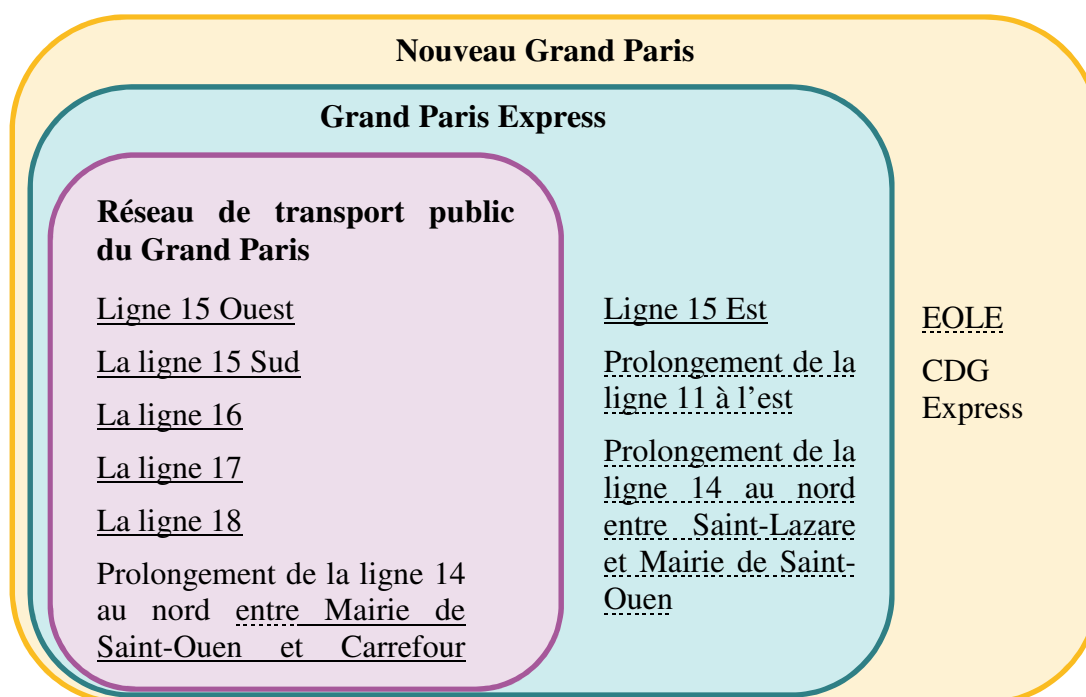 Nouveau Grand Paris
Grand Paris Express
Réseau de transport public
du Grand Paris
Ligne 15 Ouest
La ligne 15 Sud
La ligne 16
La ligne 17
La ligne 18
Prolongement de la ligne 14
au nord entre Mairie de
Saint-Ouen et Carrefour
Ligne 15 Est
Prolongement de la
ligne 11 à l’est
Prolongement de la
ligne 14 au nord
entre Saint-Lazare
et Mairie de Saint-
Ouen
EOLE
CDG
Express